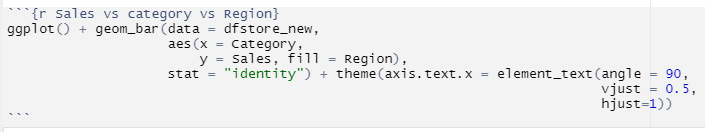 ```{r Sales vs category vs Region}
ggplot() + geom_bar(data = dfstore_new,
aes(x = Category,
y = Sales, fill = Region),
stat = "identity") + theme(axis.text.x = element_text(angle = 90,
vjust = 0.5,
hjust=1))
```